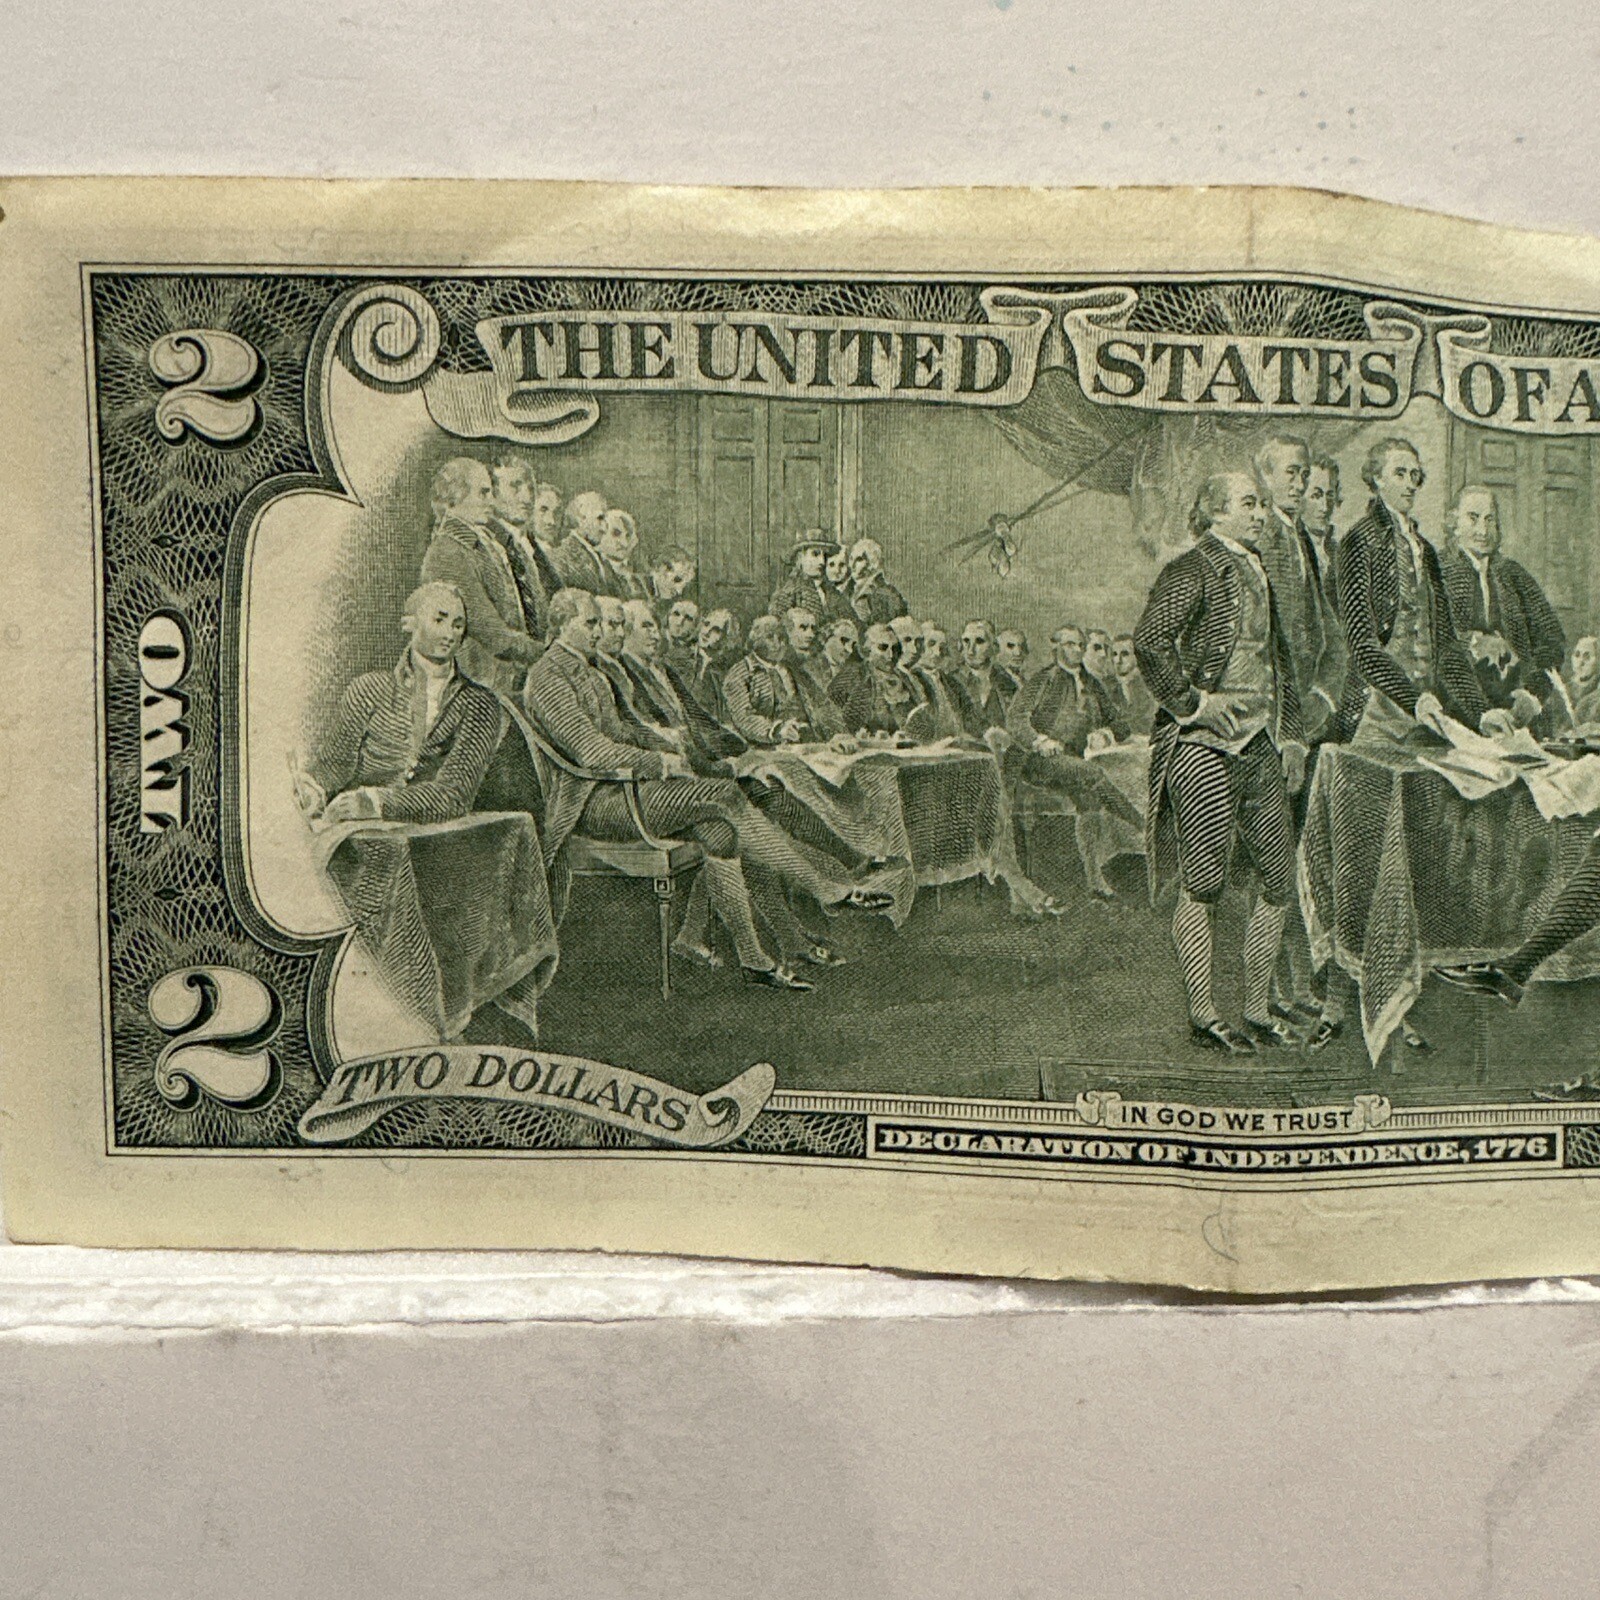 2
THE UNITED STATES OF A
TWO
2
TWO DOLLARS
IN GOD WE TRUST
DECLARATION OF INDEPENDENCE, 1776